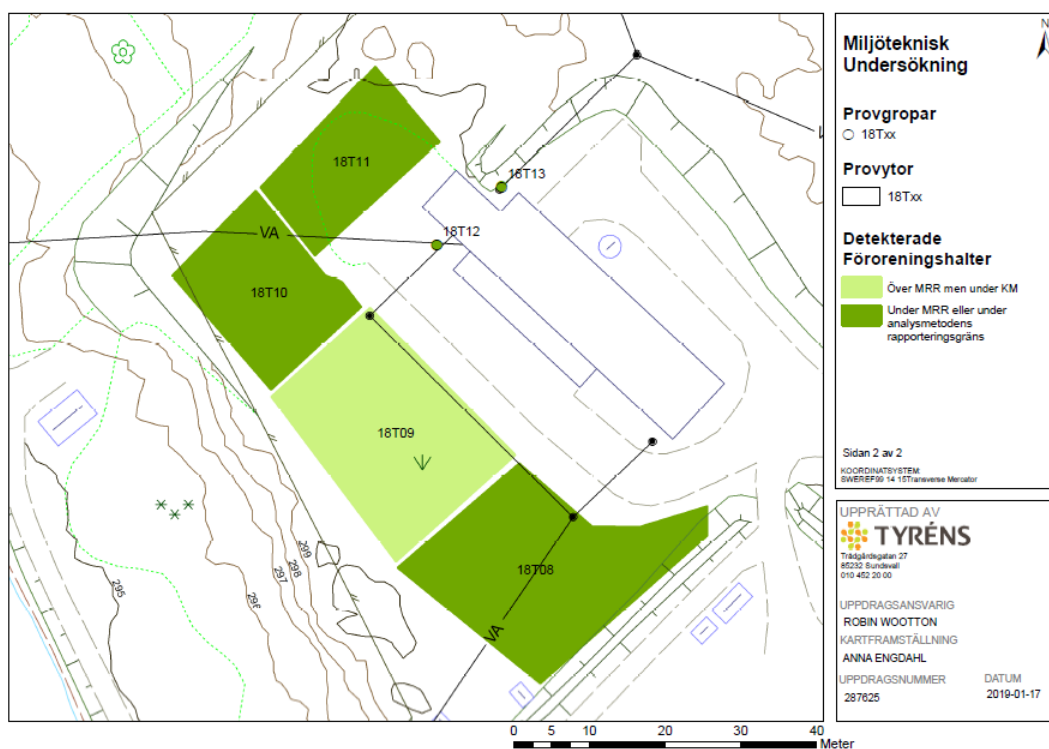 18T11
18T13
VA
18T12
18T10
18T09
18T08
VA
299
298
297
296
295
0 5 10 20 30 40
Meter
N
Miljöteknisk
Undersökning
Provgropar
18Txx
Provytor
18Txx
Detekterade
Föroreningshalter
Över MRR men under KM
Under MRR eller under
analysmetodens
rapporteringsgräns
Sidan 2 av 2
KOORDINATSYSTEM:
SWEREF99 14 15Transverse Mercator
UPPRÄTTAD AV
TYRÉNS
Trädgårdsgatan 27
85232 Sundsvall
010 452 20 00
UPPDRAGSANSVARIG
ROBIN WOOTTON
KARTFRAMSTÄLLNING
ANNA ENGDAHL
UPPDRAGSNUMMER DATUM
287625 2019-01-17